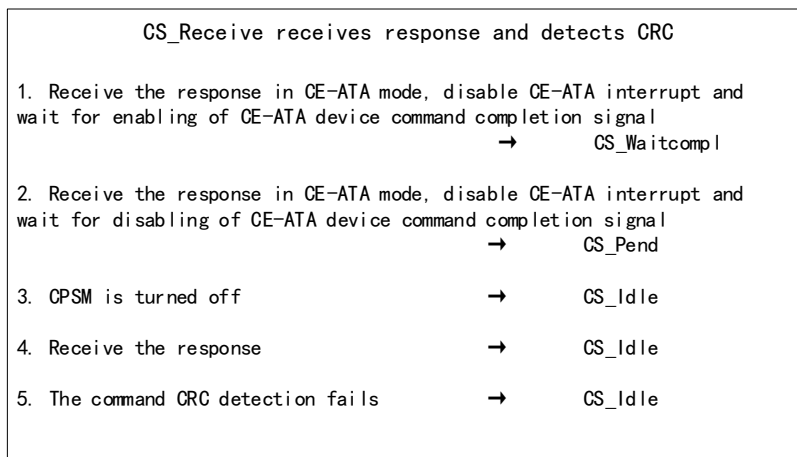 CS_Receive receives response and detects CRC
1. Receive the response in CE-ATA mode, disable CE-ATA interrupt and
wait for enabling of CE-ATA device command completion signal
→ CS_Waitcompl
2. Receive the response in CE-ATA mode, disable CE-ATA interrupt and
wait for disabling of CE-ATA device command completion signal
→ CS_Pend
3. CPSM is turned off → CS_Idle
4. Receive the response → CS_Idle
5. The command CRC detection fails → CS_Idle